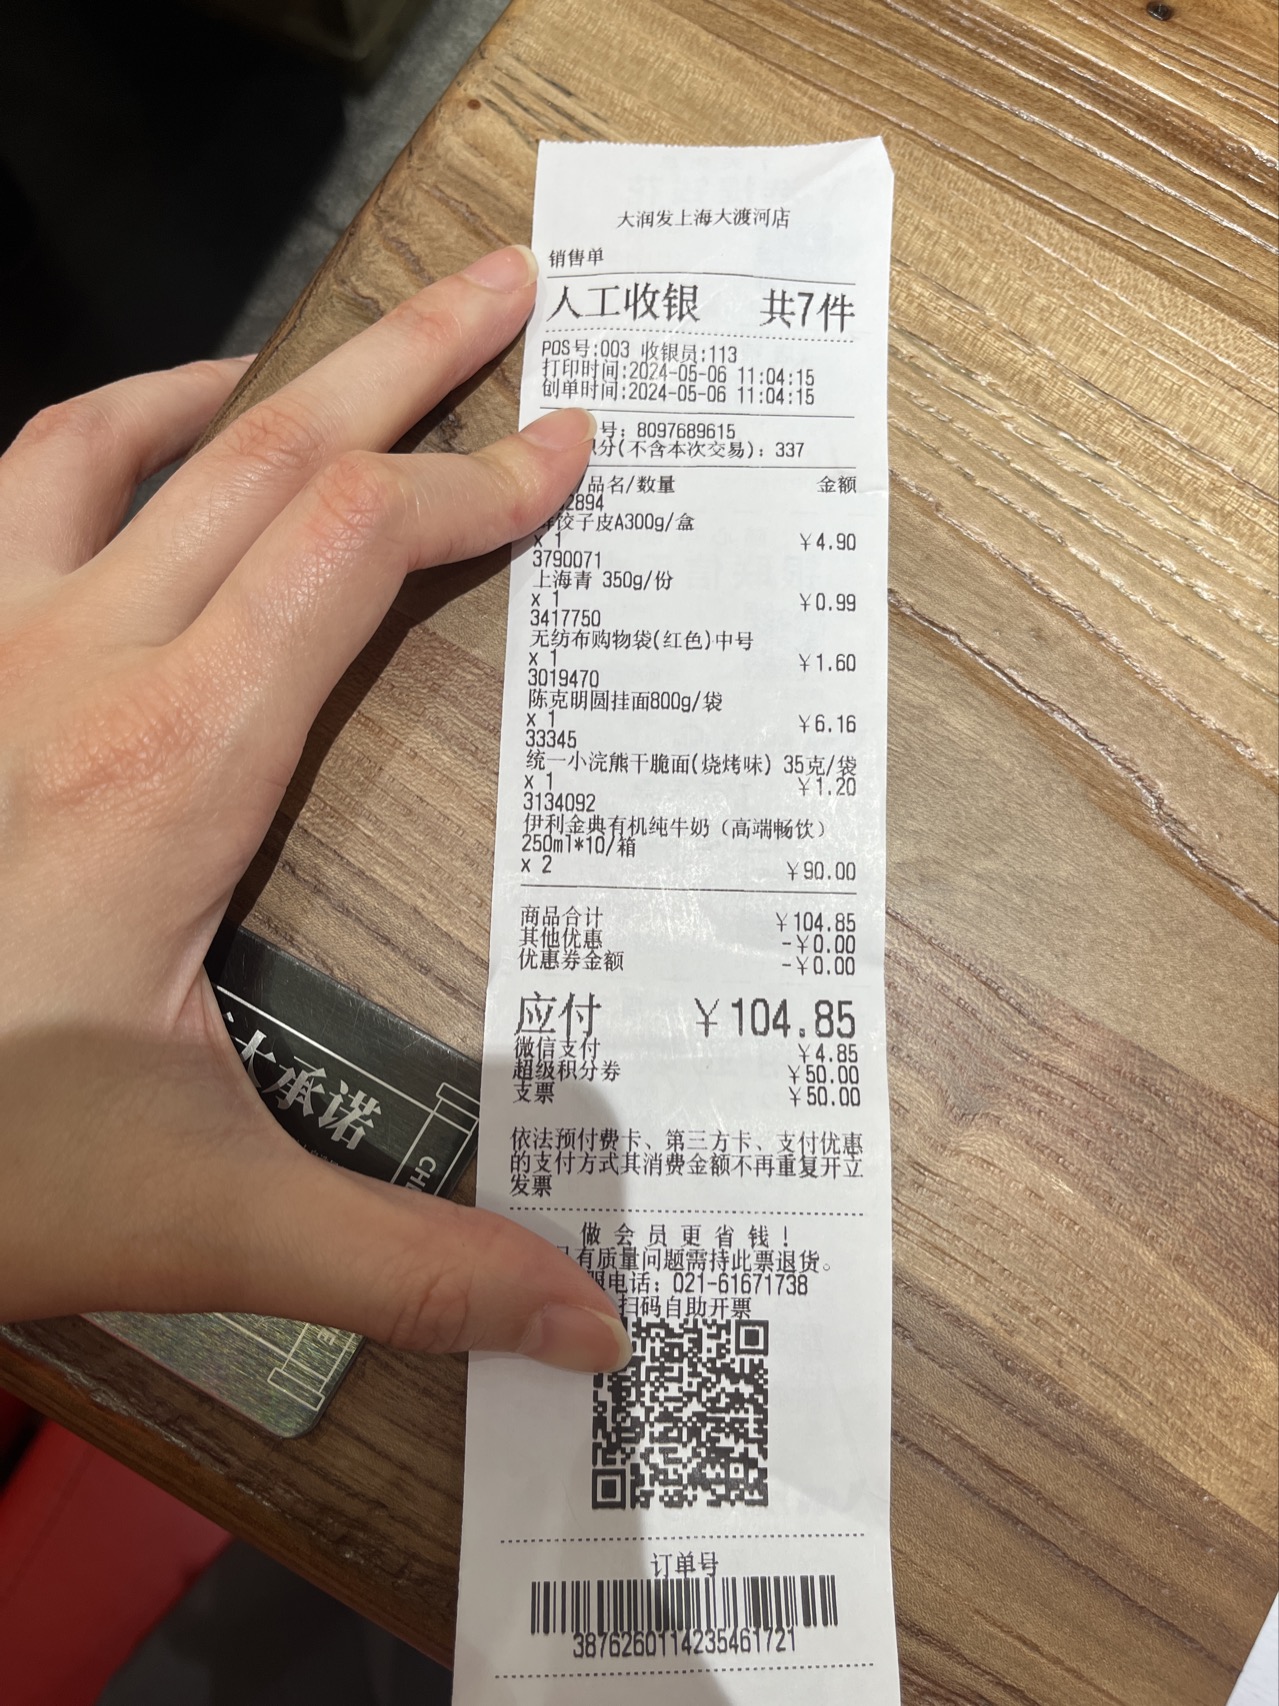 大润发上海大渡河店
销售单
人工收银 共7件
POS号:003 收银员:113
打印时间:2024-05-06 11:04:15
创单时间:2024-05-06 11:04:15
号: 8097689615
分(不含本次交易): 337
/品名/数量 金额
2894
饺子皮A300g/盒
x 1 ￥4.90
3790071
上海青 350g/份
x 1 ￥0.99
3417750
无纺布购物袋(红色)中号
x 1 ￥1.60
3019470
陈克明圆挂面800g/袋
x 1 ￥6.16
33345
统一小浣熊干脆面(烧烤味) 35克/袋
x 1 ￥1.20
3134092
伊利金典有机纯牛奶（高端畅饮）
250ml*10/箱
x 2 ￥90.00
商品合计 ￥104.85
其他优惠 -￥0.00
优惠券金额 -￥0.00
应付 ￥104.85
微信支付 ￥4.85
超级积分券 ￥50.00
支票 ￥50.00
依法预付费卡、第三方卡、支付优惠
的支付方式其消费金额不再重复开立
发票
做会员更省钱！
有质量问题需持此票退货。
电话: 021-61671738
扫码自助开票
订单号
38762601142354617​21
大承诺